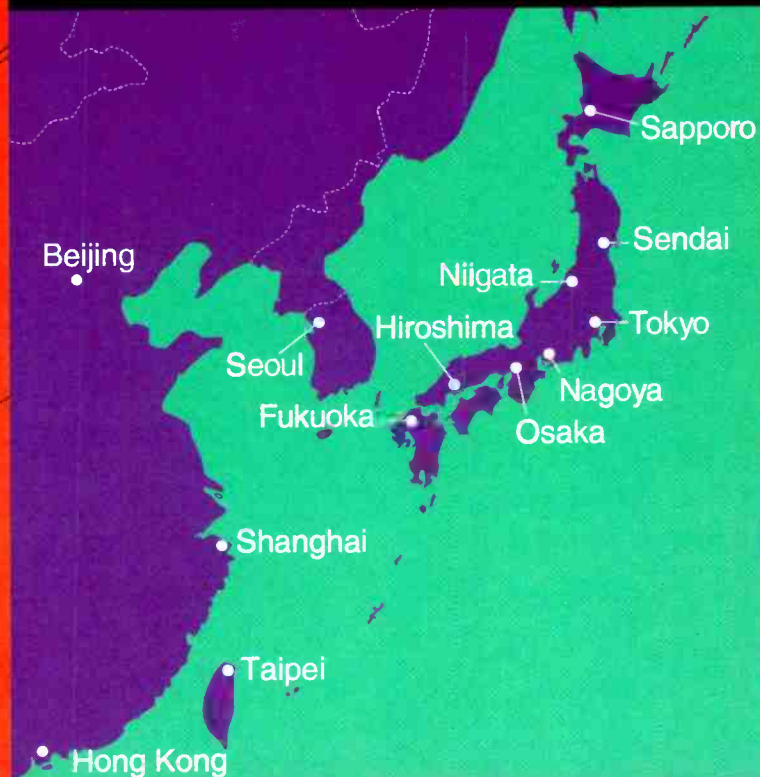 Sapporo
Sendai
Beijing
Niigata
Hiroshima
Tokyo
Seoul
Nagoya
Fukuoka
Osaka
Shanghai
Taipei
Hong Kong